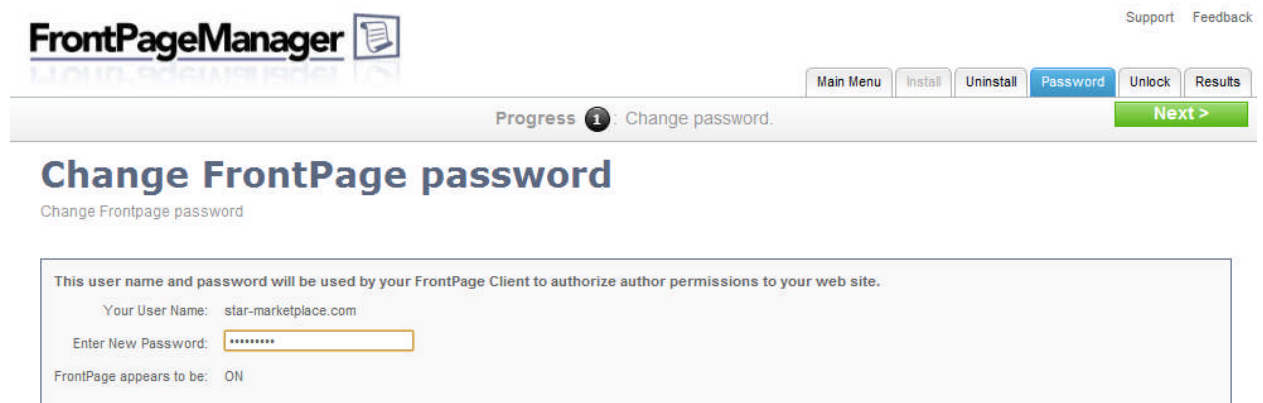 Support Feedback
FrontPageManager
Main Menu Install Uninstall Password Unlock Results
Progress 1: Change password.
Next >
Change FrontPage password
Change Frontpage password
This user name and password will be used by your FrontPage Client to authorize author permissions to your web site.
Your User Name: star-marketplace.com
Enter New Password: •••••••••
FrontPage appears to be: ON